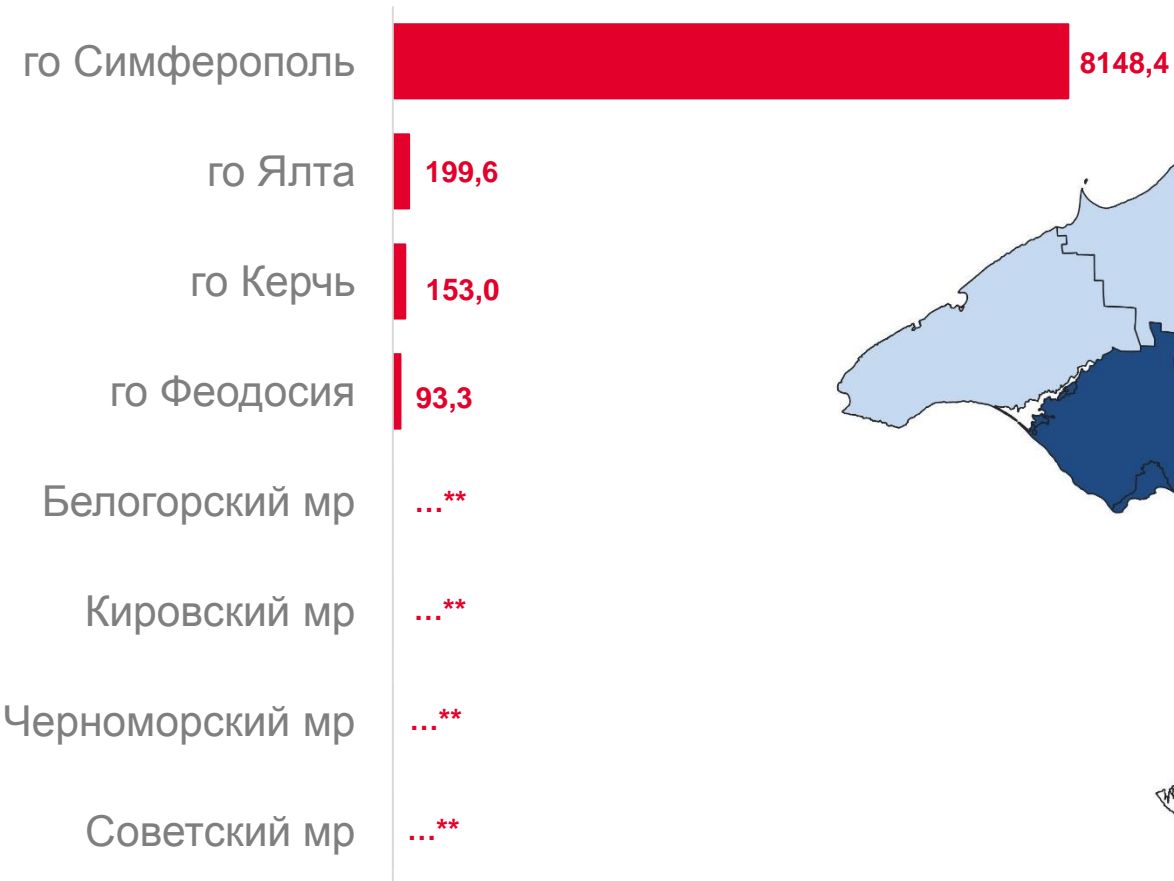 го Симферополь 8148,4
го Ялта 199,6
го Керчь 153,0
го Феодосия 93,3
Белогорский мр ...**
Кировский мр ...**
Черноморский мр ...**
Советский мр ...**